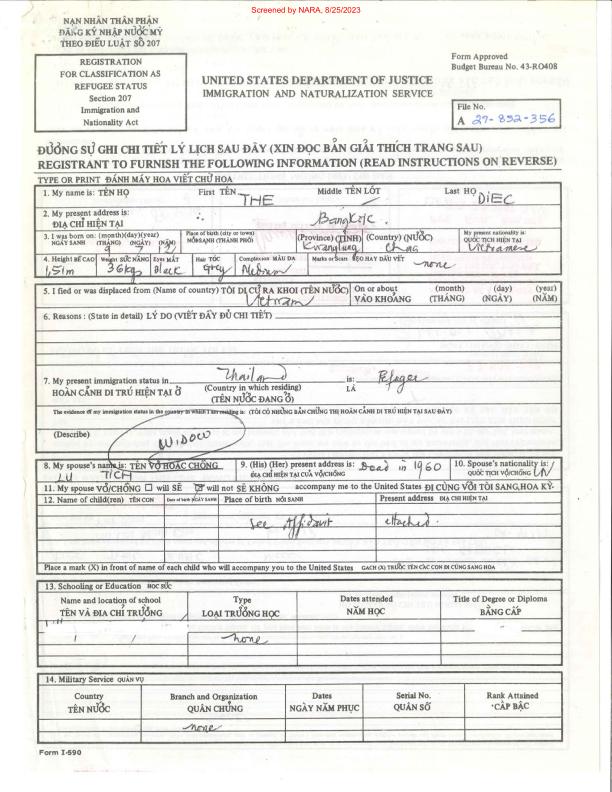 Screened by NARA, 8/25/2023
NẠN NHÂN THÂN PHẬN
ĐĂNG KÝ NHẬP NƯỚC MỸ
THEO ĐIỀU LUẬT SỐ 207
REGISTRATION
FOR CLASSIFICATION AS
REFUGEE STATUS
Section 207
Immigration and
Nationality Act
UNITED STATES DEPARTMENT OF JUSTICE
IMMIGRATION AND NATURALIZATION SERVICE
Form Approved
Budget Bureau No. 43-RO408
File No.
A 27-852-356
ĐƯỜNG SỰ GHI CHI TIẾT LÝ LỊCH SAU ĐÂY (XIN ĐỌC BẢN GIẢI THÍCH TRANG SAU)
REGISTRANT TO FURNISH THE FOLLOWING INFORMATION (READ INSTRUCTIONS ON REVERSE)
TYPE OR PRINT ĐÁNH MÁY HOA VIẾT CHỮ HOA
1. My name is: TÊN HỌ First TÊN THE Middle TÊN LÓT Last HỌ DIEC
2. My present address is: Bangkok
ĐỊA CHỈ HIỆN TẠI
3. I was born on: (month)(day)(year) Place of birth (city or town) (Province) (TỈNH) (Country) (NƯỚC) My present nationality is:
NGÀY SANH (THÁNG) (NGÀY) (NĂM) NƠI SANH (THÀNH PHỐ) QUỐC TỊCH HIỆN TẠI
9 7 Vietnamese
4. Height BỀ CAO Weight SỨC NẶNG Eyes MẮT Hair TÓC Complexion MÀU DA Marks or Scars SẸO HAY DẤU VẾT
1,51m 36kgs Black Grey Medium none
5. I fled or was displaced from (Name of country) TÔI DI CƯ RA KHỎI (TÊN NƯỚC) On or about (month) (day) (year)
Vietnam VÀO KHOẢNG (THÁNG) (NGÀY) (NĂM)
6. Reasons : (State in detail) LÝ DO (VIẾT ĐẦY ĐỦ CHI TIẾT)
7. My present immigration status in Thailand is: Refugee
HOÀN CẢNH DI TRÚ HIỆN TẠI Ở (Country in which residing) LÀ
(TÊN NƯỚC ĐANG Ở)
The evidence of my immigration status in the country in which I am residing is: (TÔI CÓ NHỮNG BẢN CHỨNG THỊ HOÀN CẢNH DI TRÚ HIỆN TẠI SAU ĐÂY)
(Describe) WIDOW
8. My spouse's name is: TÊN VỢ HOẶC CHỒNG 9. (His) (Her) present address is: Dead in 1960 10. Spouse's nationality is:
LU TICH ĐỊA CHỈ HIỆN TẠI CỦA VỢ/CHỒNG QUỐC TỊCH VỢ/CHỒNG VN
11. My spouse VỢ/CHỒNG ☐ will SẼ ☒ will not SẼ KHÔNG accompany me to the United States ĐI CÙNG VỚI TÔI SANG, HOA KỲ.
12. Name of child(ren) TÊN CON Date of birth NGÀY SANH Place of birth NƠI SANH Present address ĐỊA CHỈ HIỆN TẠI
See Affidavit attached.
Place a mark (X) in front of name of each child who will accompany you to the United States GẠCH (X) TRƯỚC TÊN CÁC CON ĐI CÙNG SANG HOA
13. Schooling or Education HỌC SỨC
Name and location of school Type Dates attended Title of Degree or Diploma
TÊN VÀ ĐỊA CHỈ TRƯỜNG LOẠI TRƯỜNG HỌC NĂM HỌC BẰNG CẤP
none
14. Military Service QUÂN VỤ
Country Branch and Organization Dates Serial No. Rank Attained
TÊN NƯỚC QUÂN CHỦNG NGÀY NĂM PHỤC QUÂN SỐ CẤP BẬC
none
Form I-590